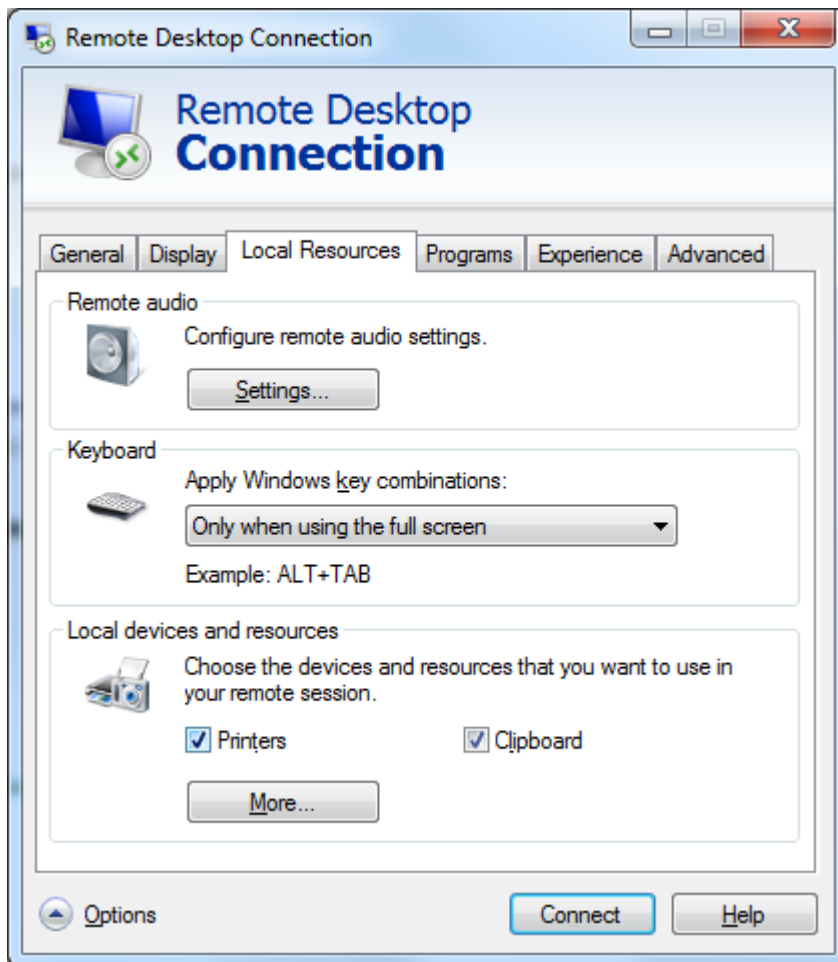 Remote Desktop Connection
Remote Desktop
Connection
General Display Local Resources Programs Experience Advanced
Remote audio
Configure remote audio settings.
Settings...
Keyboard
Apply Windows key combinations:
Only when using the full screen
Example: ALT+TAB
Local devices and resources
Choose the devices and resources that you want to use in
your remote session.
Printers Clipboard
More...
Options Connect Help